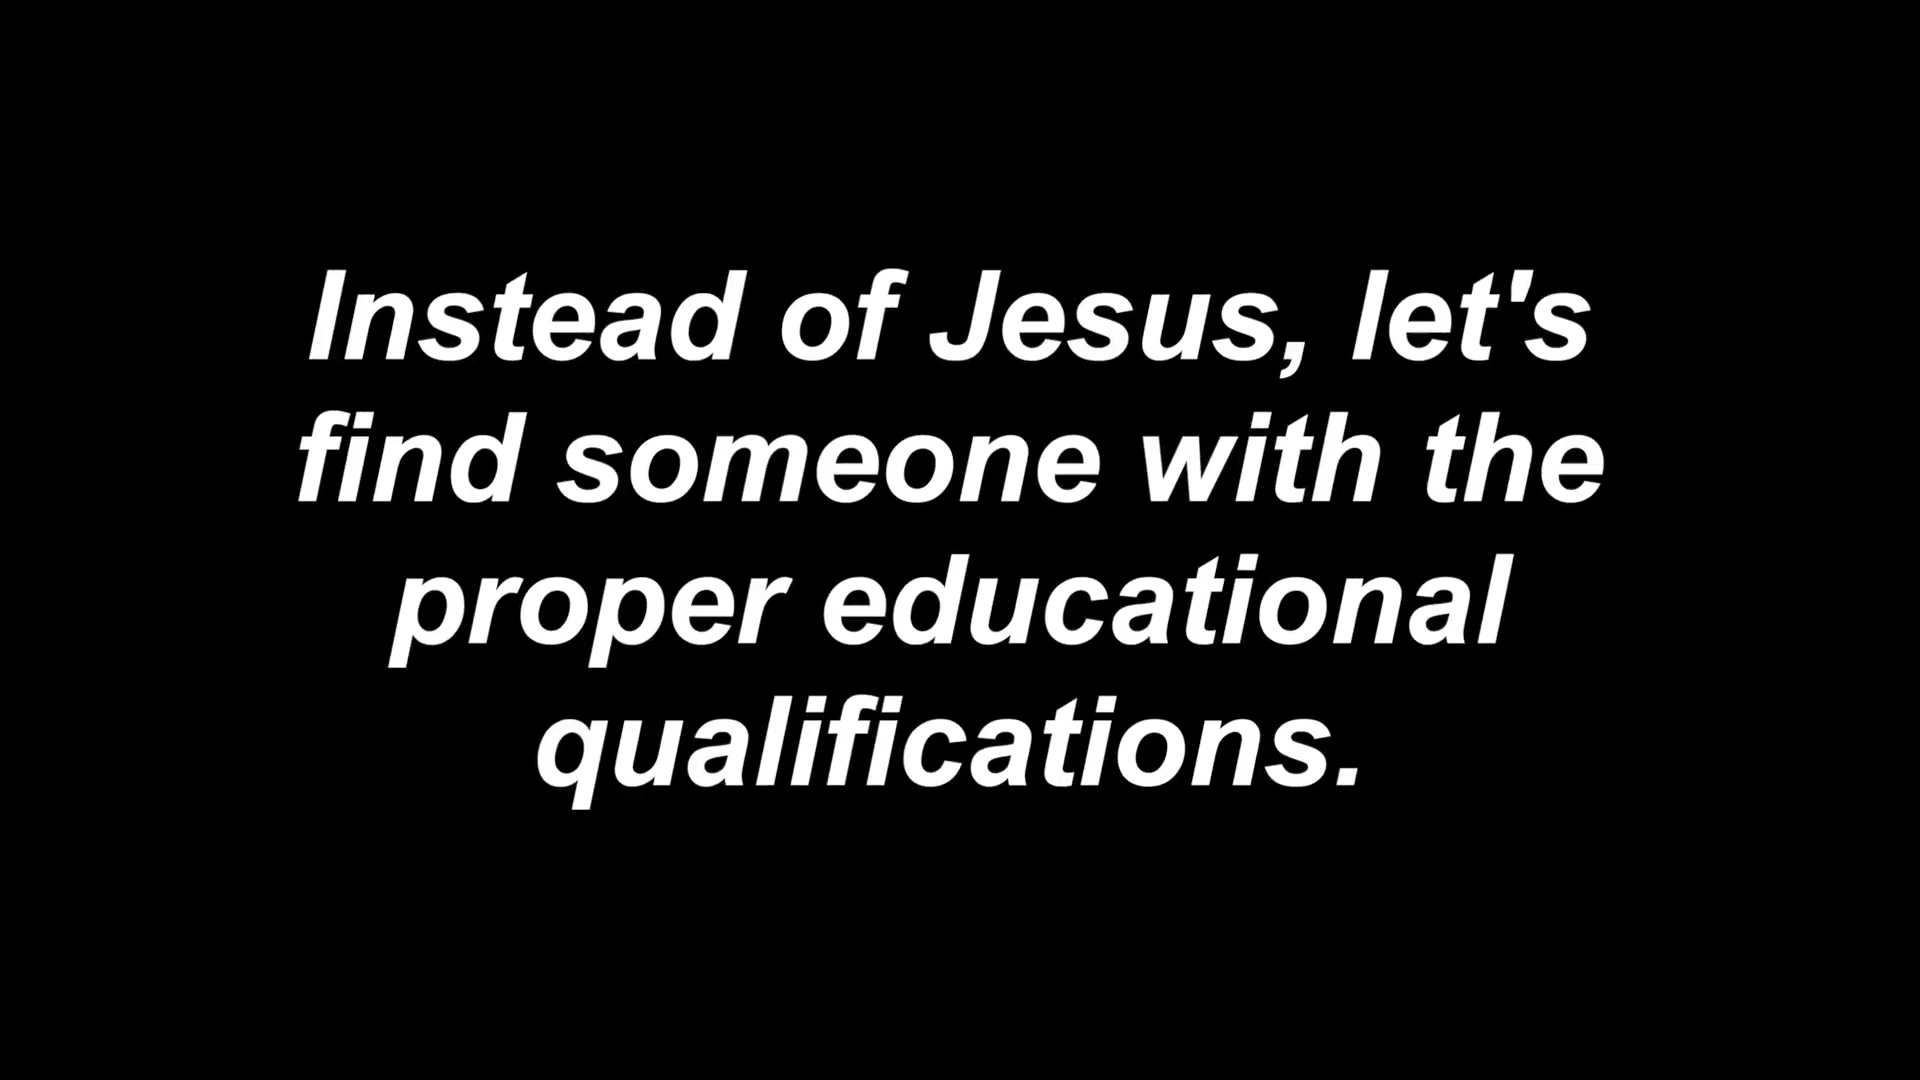 Instead of Jesus, let's
find someone with the
proper educational
qualifications.